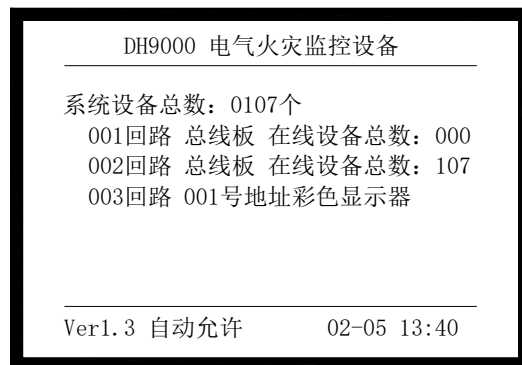 DH9000 电气火灾监控设备
系统设备总数：0107个
001回路 总线板 在线设备总数：000
002回路 总线板 在线设备总数：107
003回路 001号地址彩色显示器
Ver1.3 自动允许 02-05 13:40